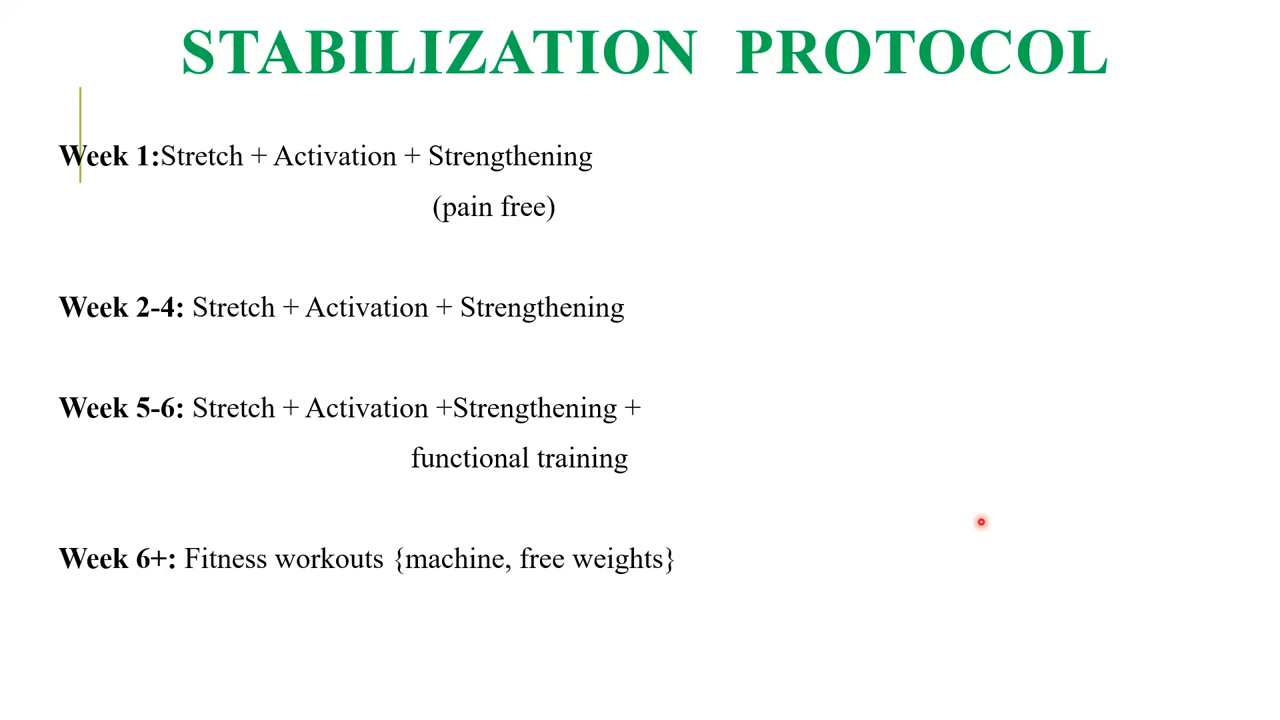 STABILIZATION PROTOCOL
Week 1:Stretch + Activation + Strengthening
(pain free)
Week 2-4: Stretch + Activation + Strengthening
Week 5-6: Stretch + Activation +Strengthening +
functional training
Week 6+: Fitness workouts {machine, free weights}